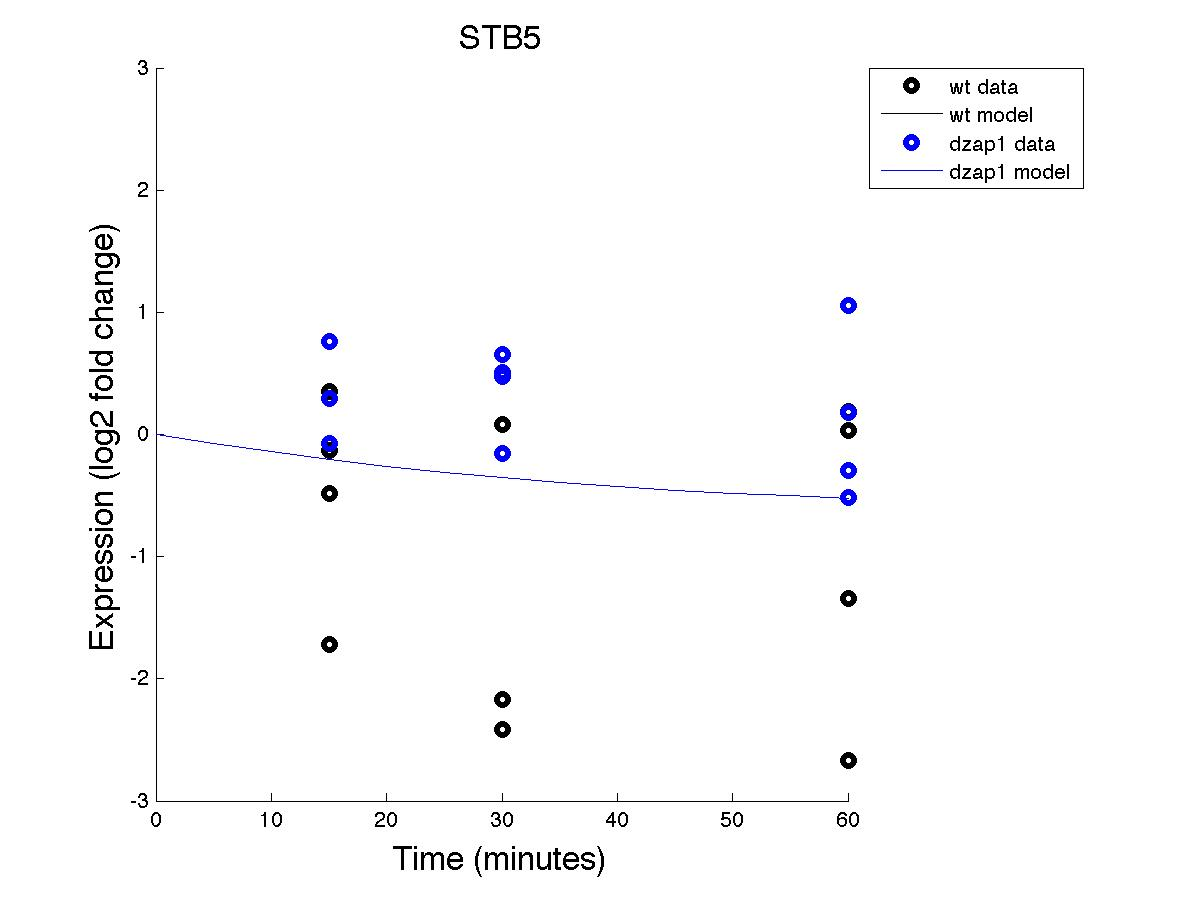 STB5
wt data
wt model
dzap1 data
dzap1 model
Expression (log2 fold change)
3
2
1
0
-1
-2
-3
0 10 20 30 40 50 60
Time (minutes)